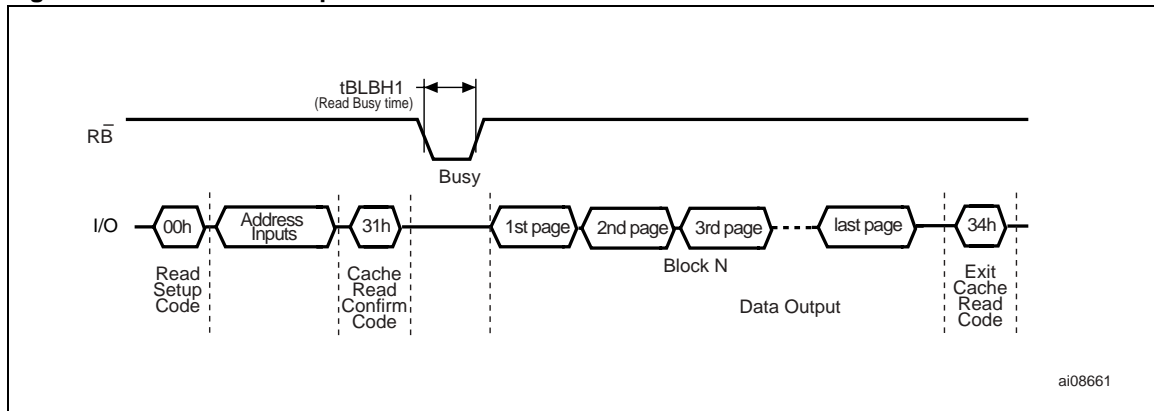 tBLBH1
(Read Busy time)
RB
Busy
I/O
00h
Address
Inputs
31h
1st page
2nd page
3rd page
last page
34h
Read
Setup
Code
Cache
Read
Confirm
Code
Block N
Data Output
Exit
Cache
Read
Code
ai08661